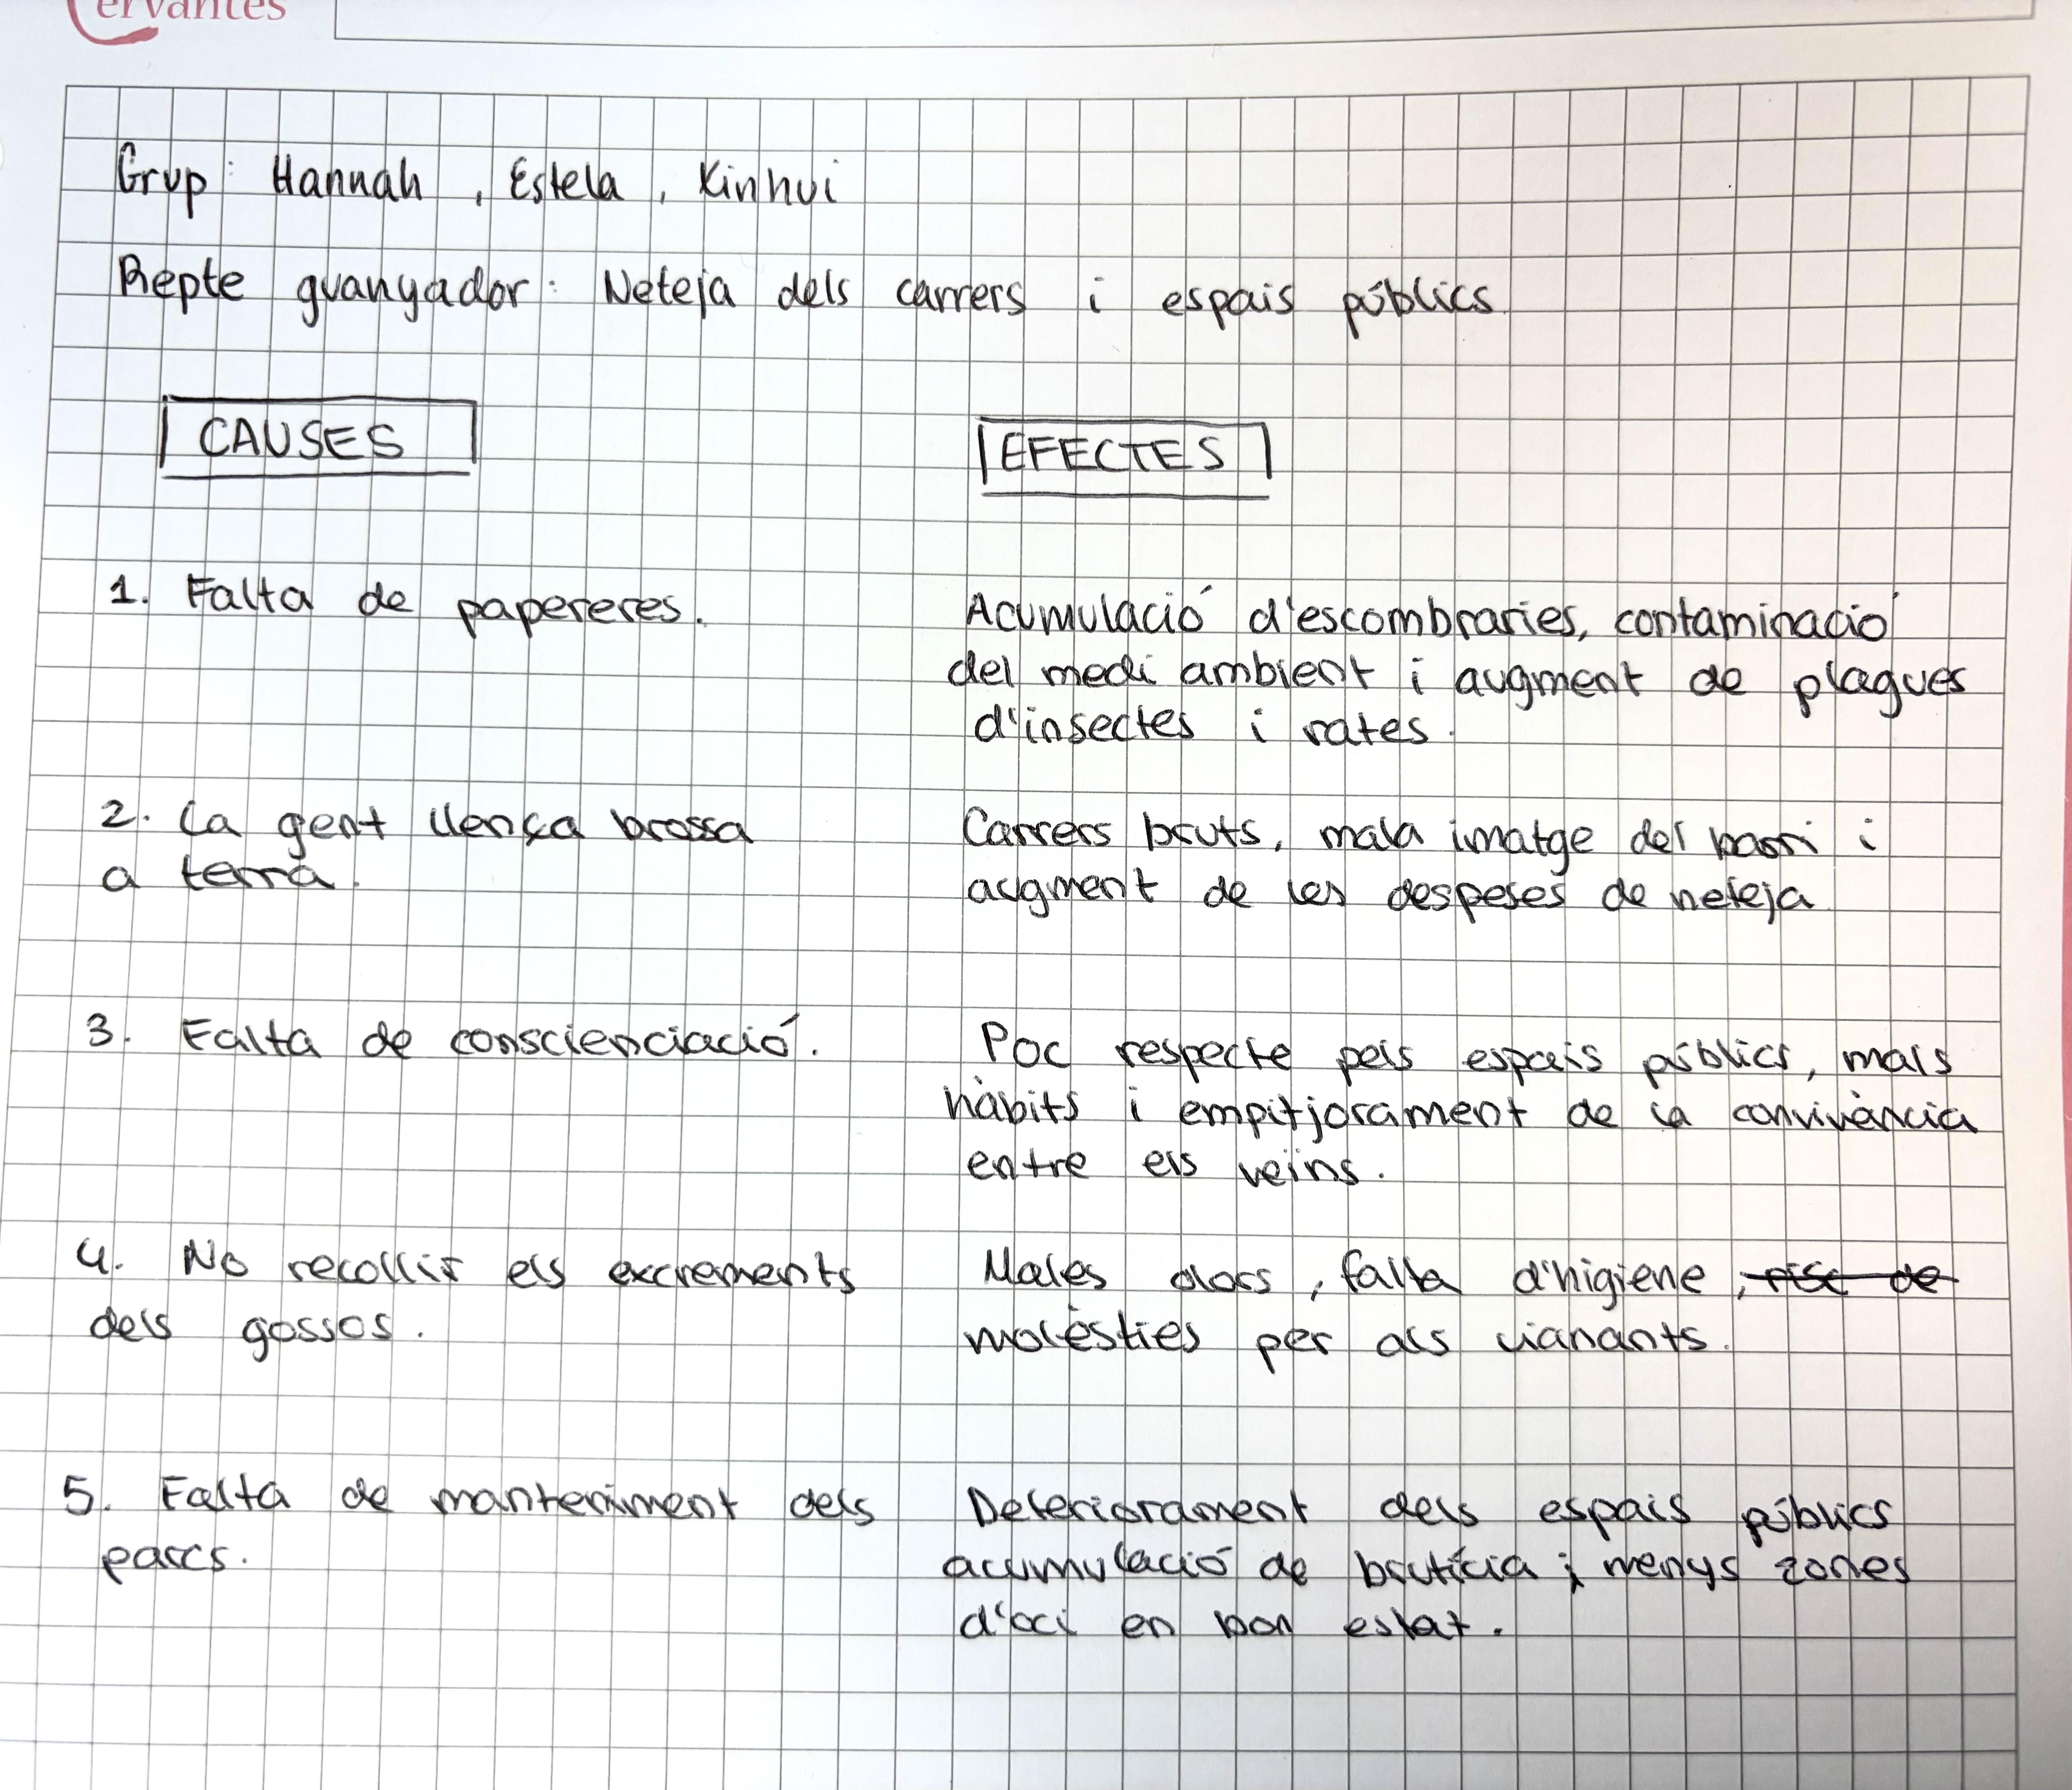 ervantes
Grup: Hannah, Estela, Xinhui
Repte guanyador: Neteja dels carrers i espais públics.
CAUSES
EFECTES
1. Falta de papereres.
Acumulació d'escombraries, contaminació
del medi ambient i augment de plagues
d'insectes i rates.
2. La gent llença brossa
a terra.
Carrers bruts, mala imatge del barri i
augment de les despeses de neteja.
3. Falta de conscienciació.
Poc respecte pels espais públics, mals
hàbits i empitjorament de la convivència
entre els veïns.
4. No recollir els excrements
dels gossos.
Males olors, falta d'higiene, risc de
molèsties per als vianants.
5. Falta de manteniment dels
parcs.
Deteriorament dels espais públics
acumulació de brutícia i menys zones
d'oci en bon estat.